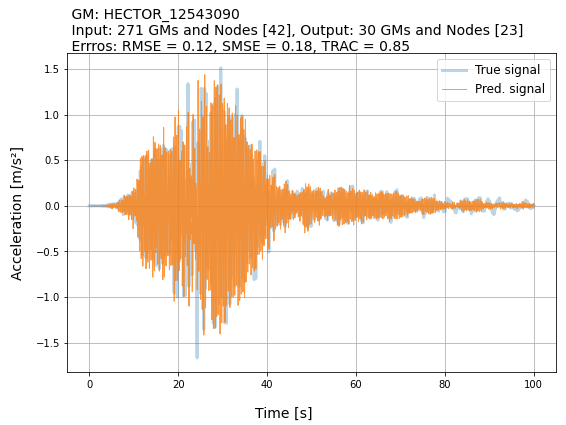 GM: HECTOR_12543090
Input: 271 GMs and Nodes [42], Output: 30 GMs and Nodes [23]
Errros: RMSE = 0.12, SMSE = 0.18, TRAC = 0.85
True signal
Pred. signal
Acceleration [m/s²]
1.5
1.0
0.5
0.0
−0.5
−1.0
−1.5
0 20 40 60 80 100
Time [s]